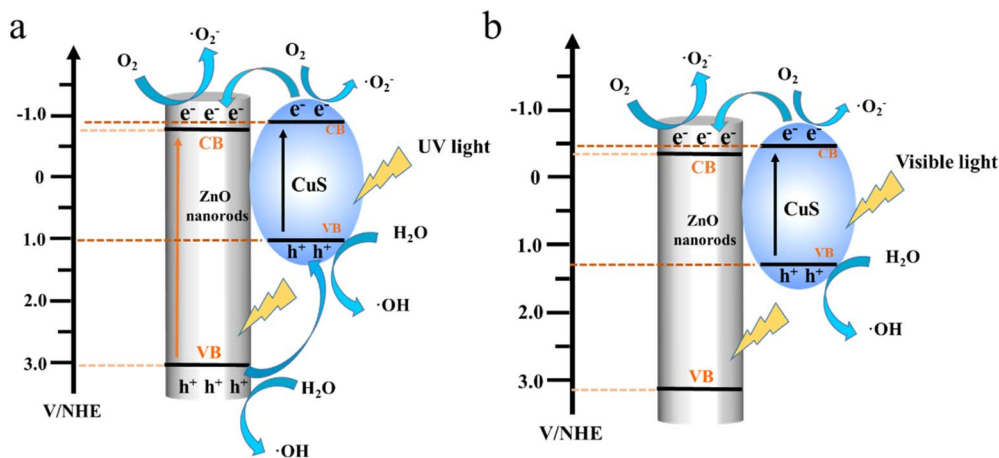 a
·O₂⁻
O₂
O₂
·O₂⁻
e⁻ e⁻ e⁻
e⁻ e⁻
-1.0
CB
CB
UV light
0
ZnO
nanorods
CuS
1.0
VB
h⁺ h⁺
H₂O
2.0
·OH
3.0
VB
h⁺ h⁺ h⁺
H₂O
V/NHE
·OH
b
·O₂⁻
O₂
O₂
·O₂⁻
-1.0
e⁻ e⁻ e⁻
e⁻ e⁻
CB
CB
Visible light
0
ZnO
nanorods
CuS
1.0
VB
h⁺ h⁺
H₂O
2.0
·OH
3.0
VB
V/NHE